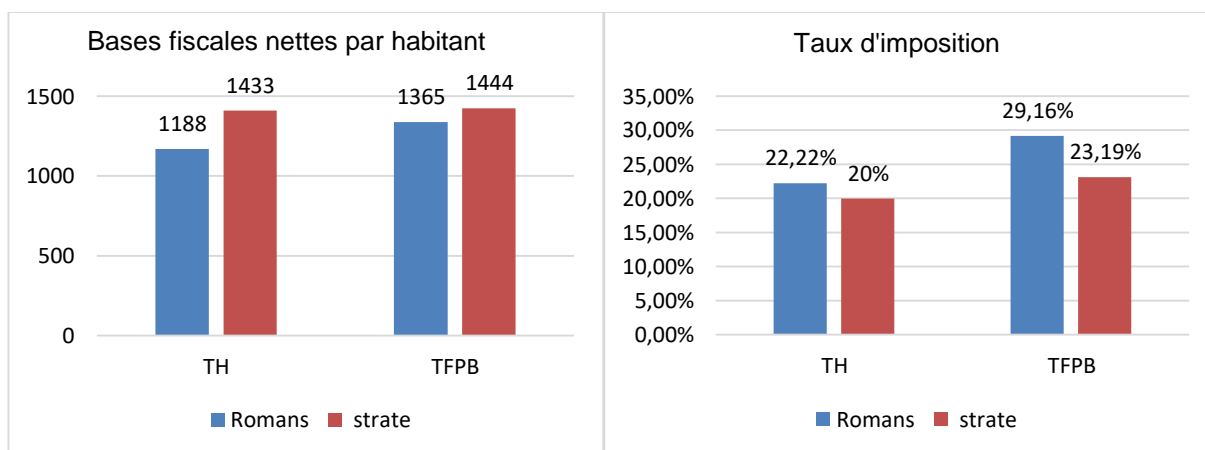 Bases fiscales nettes par habitant
1433
1444
1365
1188
1500
1000
500
0
TH
TFPB
Romans
strate
Taux d'imposition
35,00%
30,00%
25,00%
20,00%
15,00%
10,00%
5,00%
0,00%
29,16%
22,22%
23,19%
20%
TH
TFPB
Romans
strate